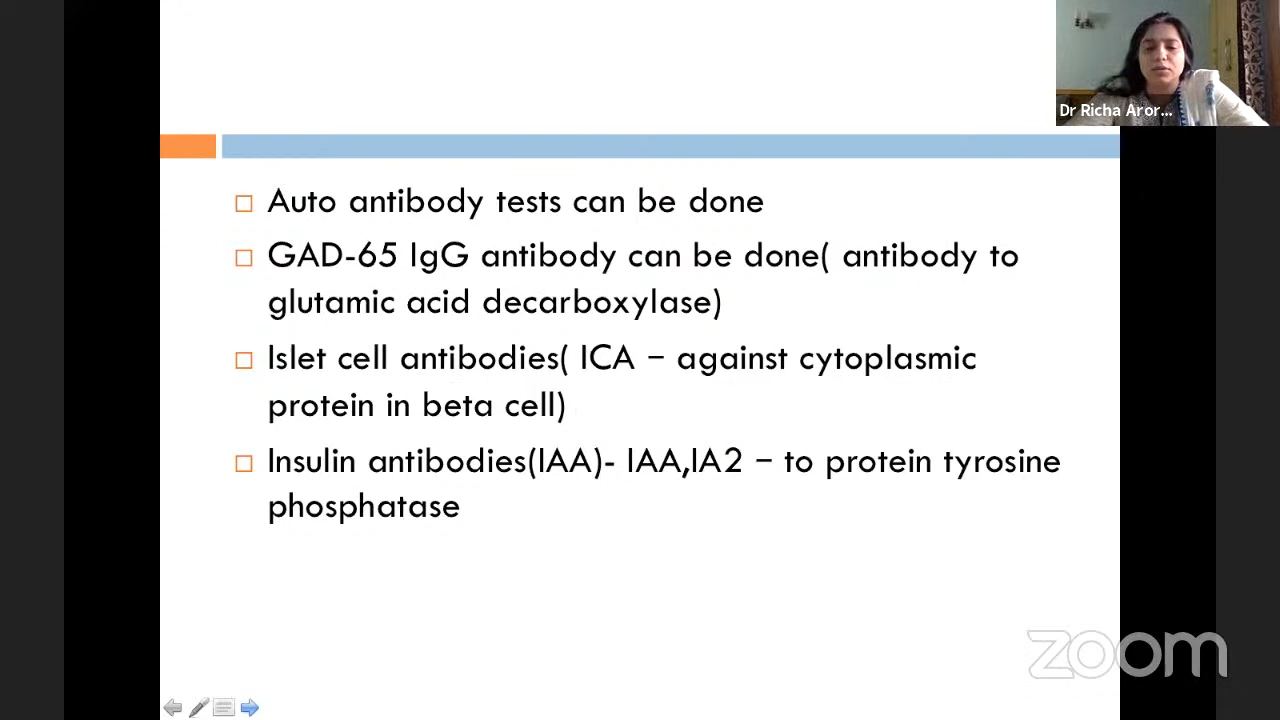 Dr Richa Aror...
Auto antibody tests can be done
GAD-65 IgG antibody can be done( antibody to
glutamic acid decarboxylase)
Islet cell antibodies( ICA – against cytoplasmic
protein in beta cell)
Insulin antibodies(IAA)- IAA,IA2 – to protein tyrosine
phosphatase
zoom